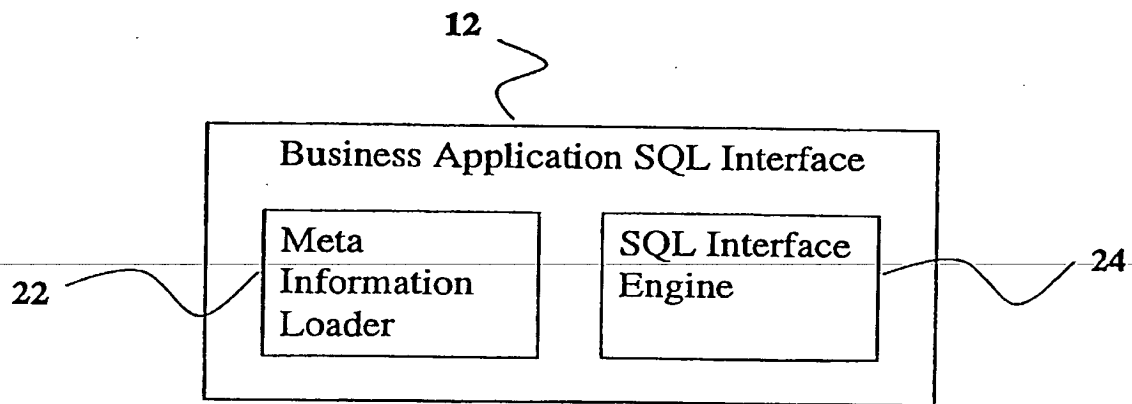 12
Business Application SQL Interface
Meta
Information
Loader
SQL Interface
Engine
22
24